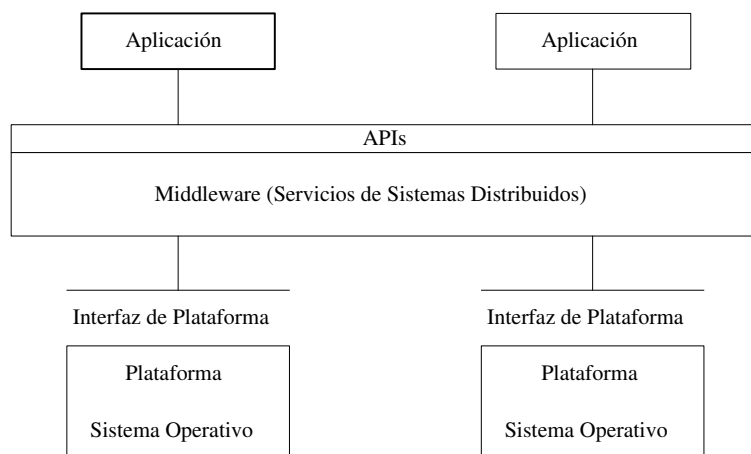 Aplicación
Aplicación
APIs
Middleware (Servicios de Sistemas Distribuidos)
Interfaz de Plataforma
Interfaz de Plataforma
Plataforma
Plataforma
Sistema Operativo
Sistema Operativo